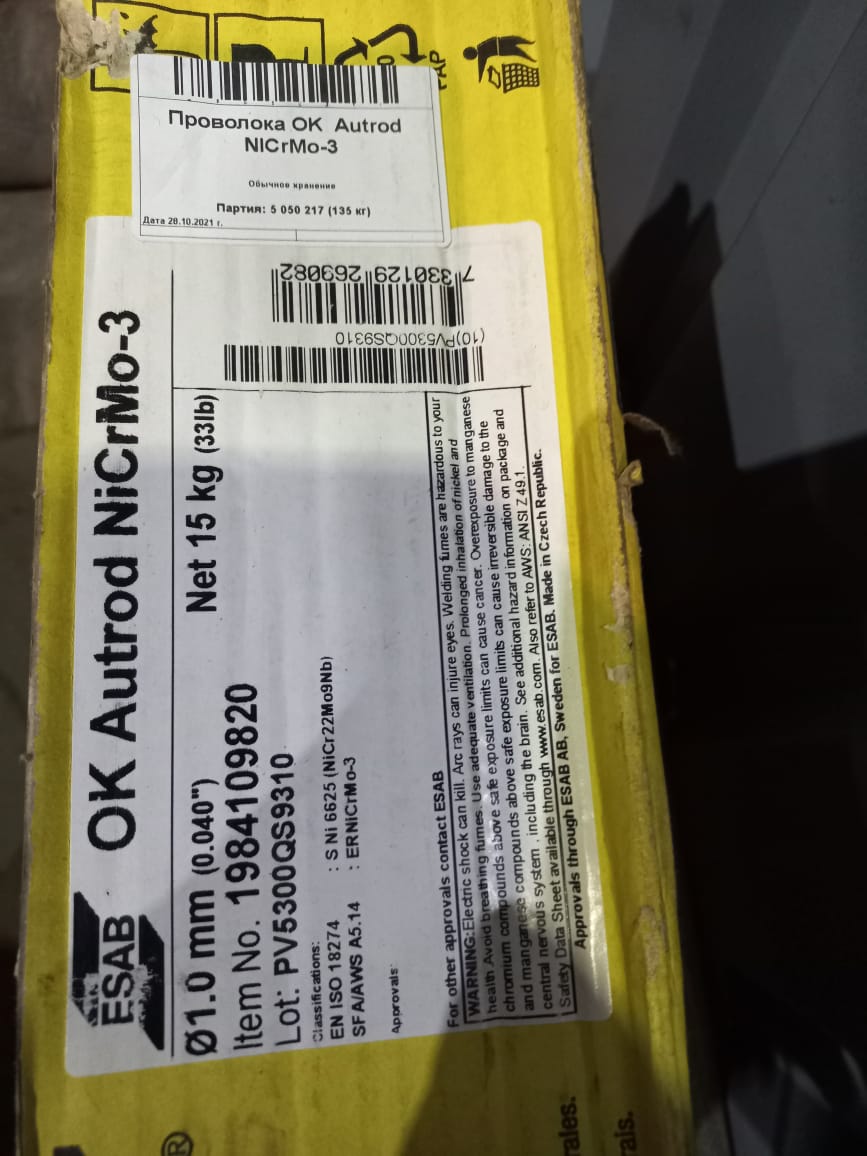 PAP
Проволока OK Autrod
NICrMo-3
Обычное хранение
Партия: 5 050 217 (135 кг)
Дата 28.10.2021 г.
ESAB
OK Autrod NiCrMo-3
Ø1.0 mm (0.040")
Net 15 kg (33lb)
Item No. 1984109820
Lot: PV5300QS9310
7 330129 269082
(10)PV5300QS9310
Classifications:
EN ISO 18274 : S Ni 6625 (NiCr22Mo9Nb)
SFA/AWS A5.14 : ERNiCrMo-3
Approvals:
For other approvals contact ESAB
WARNING: Electric shock can kill. Arc rays can injure eyes. Welding fumes are hazardous to your
health Avoid breathing fumes. Use adequate ventilation. Prolonged inhalation of nickel and
chromium compounds above safe exposure limits can cause cancer. Overexposure to manganese
and manganese compounds above safe exposure limits can cause irreversible damage to the
central nervous system , including the brain. See additional hazard information on package and
Safety Data Sheet available through www.esab.com. Also refer to AWS: ANSI Z49.1.
Approvals through ESAB AB, Sweden for ESAB. Made in Czech Republic.
®
rales.
rais.